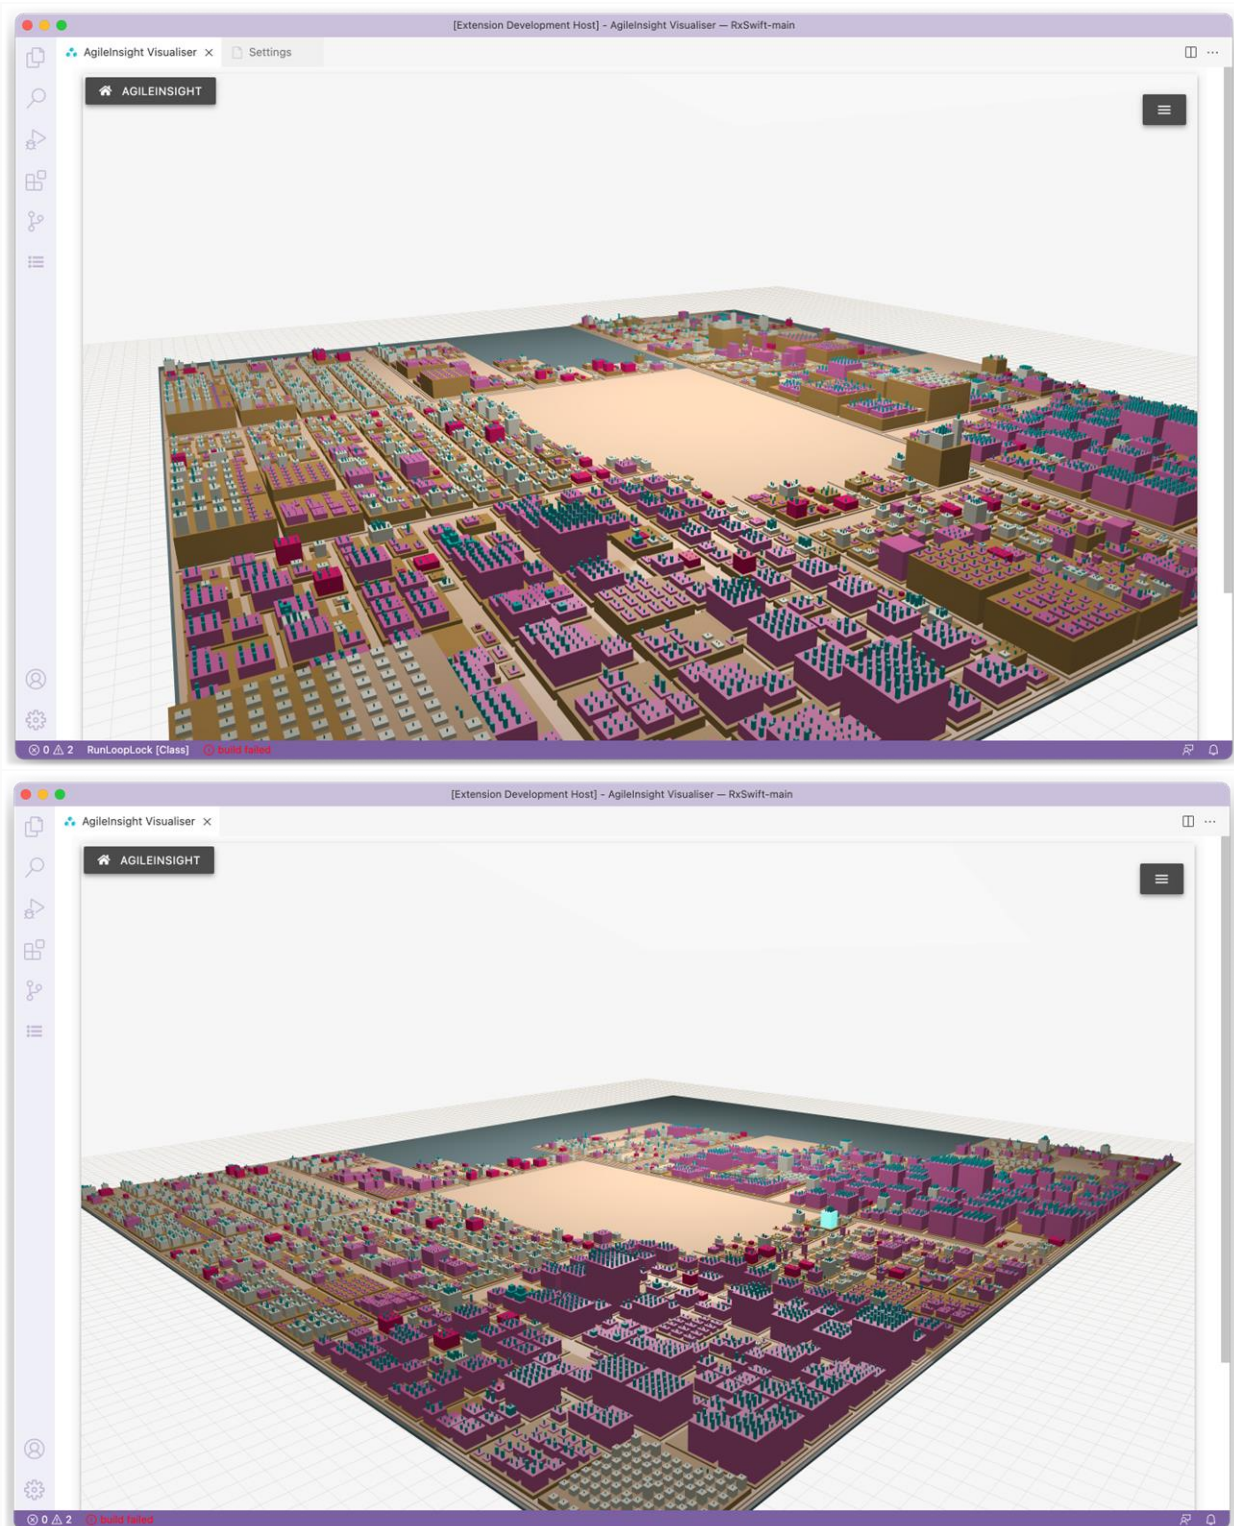 [Extension Development Host] - AgileInsight Visualiser — RxSwift-main
AgileInsight Visualiser
Settings
AGILEINSIGHT
0 2 RunLoopLock [Class] build failed
[Extension Development Host] - AgileInsight Visualiser — RxSwift-main
AgileInsight Visualiser
AGILEINSIGHT
0 2 build failed